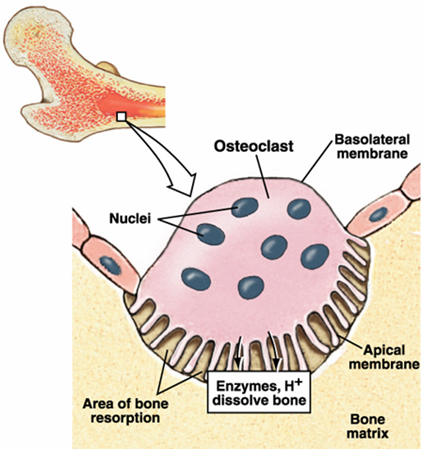 Osteoclast
Basolateral
membrane
Nuclei
Apical
membrane
Enzymes, H⁺
dissolve bone
Area of bone
resorption
Bone
matrix